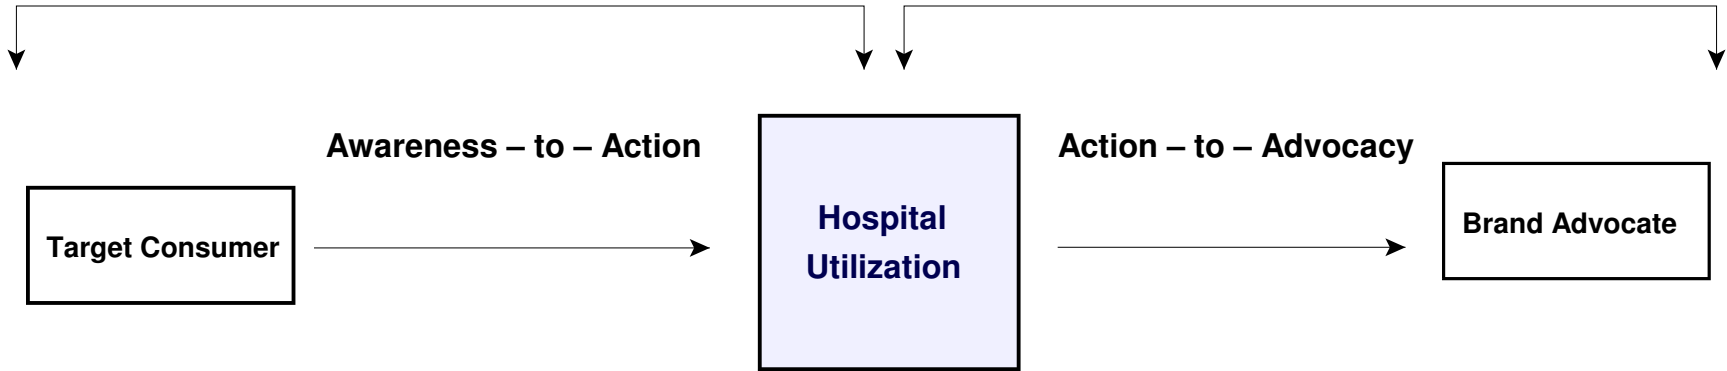 Awareness – to – Action
Action – to – Advocacy
Target Consumer
Hospital
Utilization
Brand Advocate